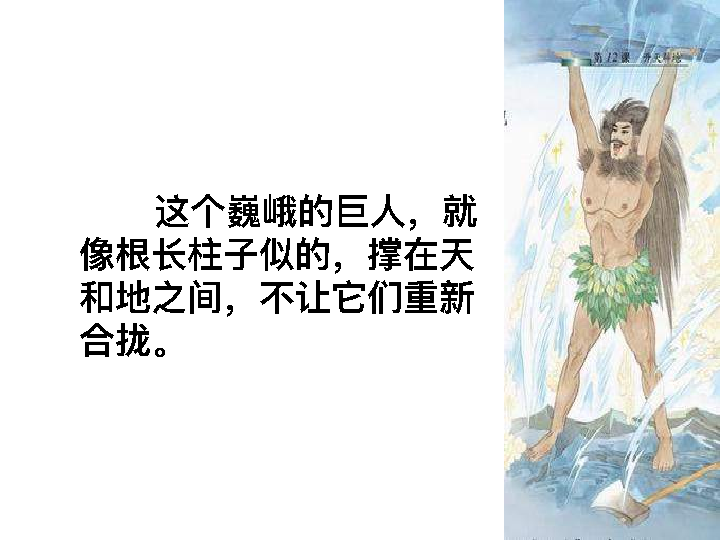 第12课 开天辟地
这个巍峨的巨人，就
像根长柱子似的，撑在天
和地之间，不让它们重新
合拢。